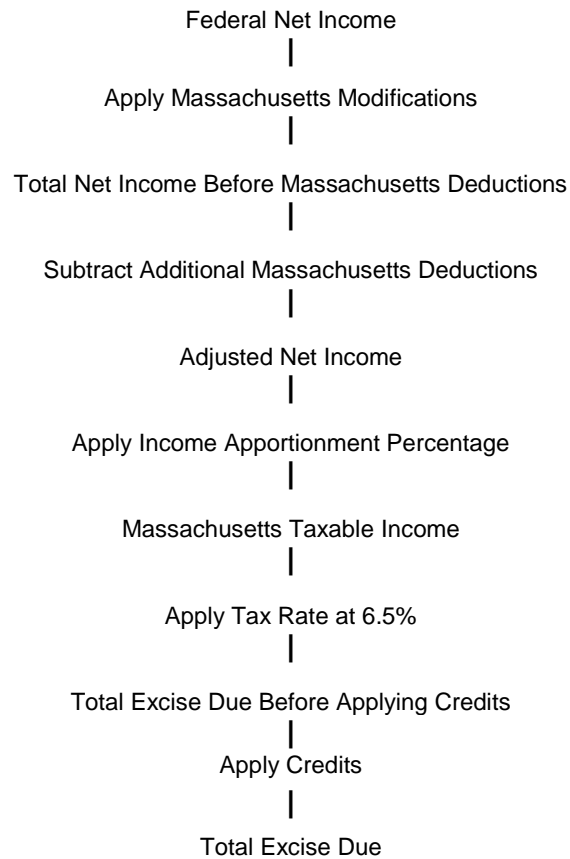 Federal Net Income
Apply Massachusetts Modifications
Total Net Income Before Massachusetts Deductions
Subtract Additional Massachusetts Deductions
Adjusted Net Income
Apply Income Apportionment Percentage
Massachusetts Taxable Income
Apply Tax Rate at 6.5%
Total Excise Due Before Applying Credits
Apply Credits
Total Excise Due